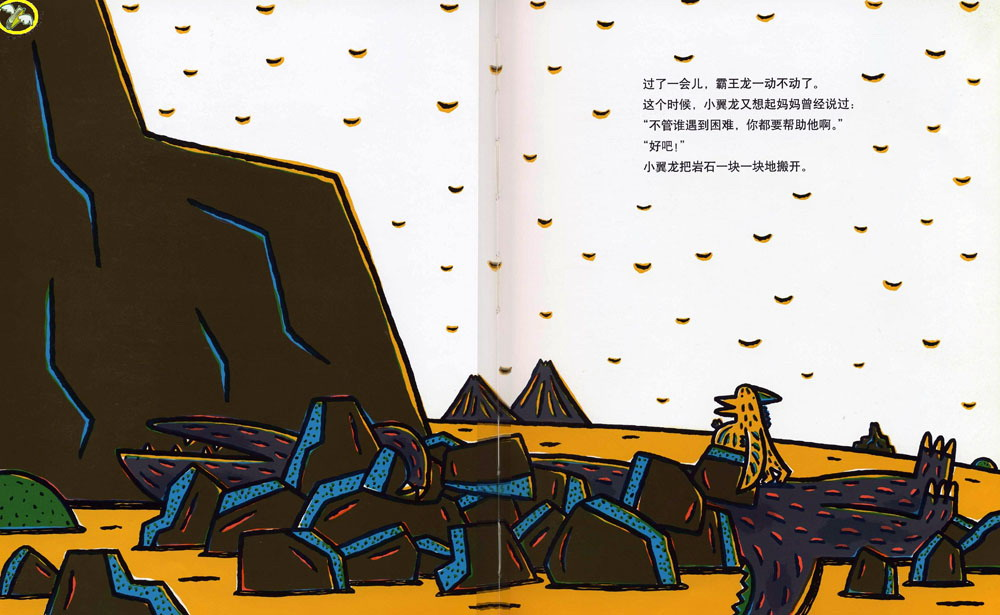 过了一会儿，霸王龙一动不动了。
这个时候，小翼龙又想起妈妈曾经说过：
“不管谁遇到困难，你都要帮助他啊。”
“好吧！”
小翼龙把岩石一块一块地搬开。